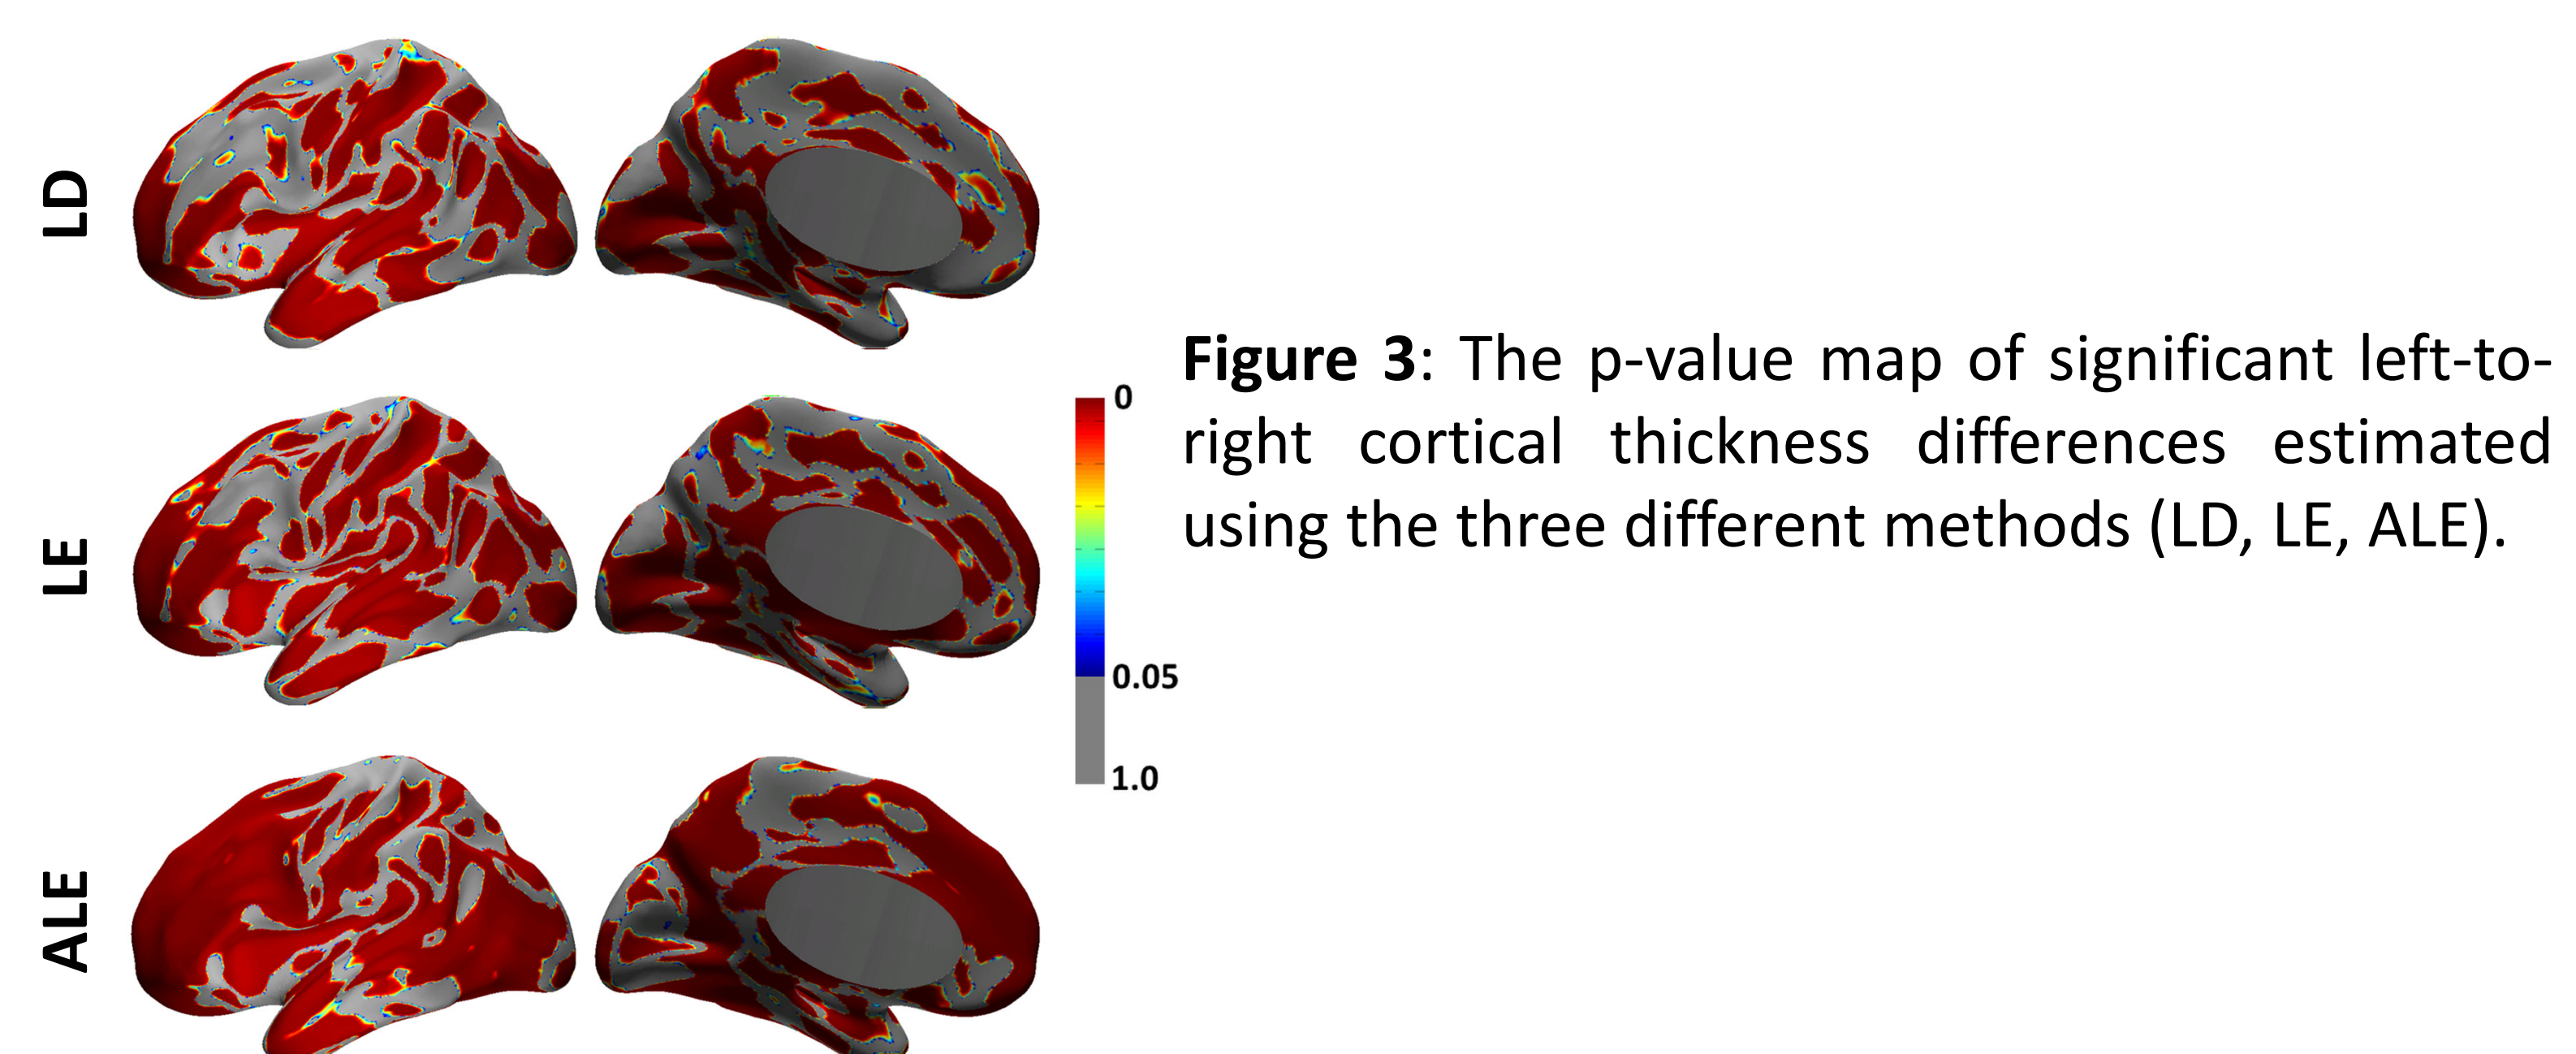 LD
LE
ALE
0
0.05
1.0
Figure 3: The p-value map of significant left-to-
right cortical thickness differences estimated
using the three different methods (LD, LE, ALE).